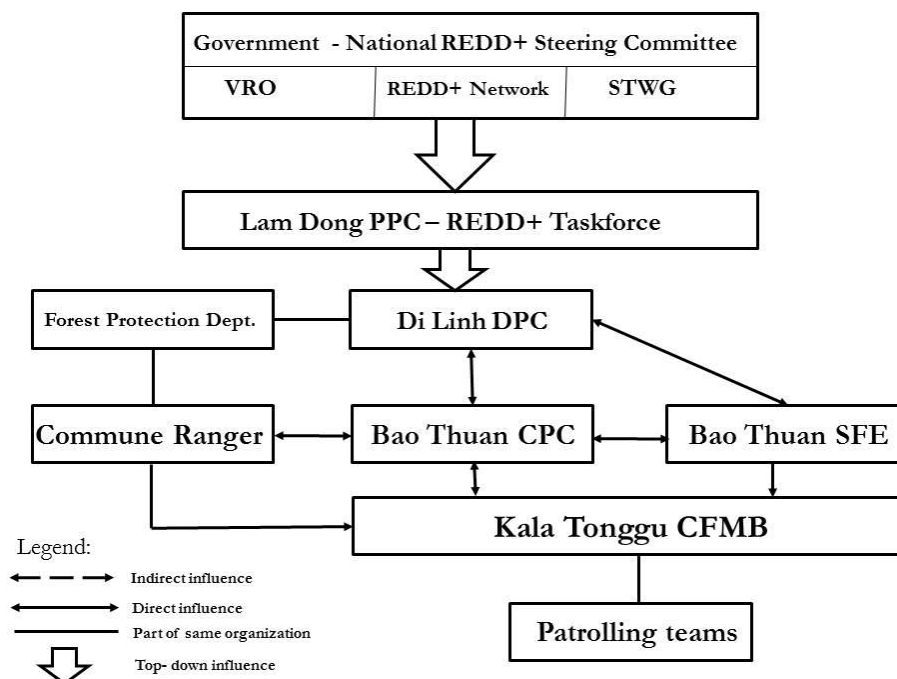 Government - National REDD+ Steering Committee
VRO REDD+ Network STWG
Lam Dong PPC – REDD+ Taskforce
Forest Protection Dept. Di Linh DPC
Commune Ranger Bao Thuan CPC Bao Thuan SFE
Kala Tonggu CFMB
Patrolling teams
Legend:
Indirect influence
Direct influence
Part of same organization
Top- down influence